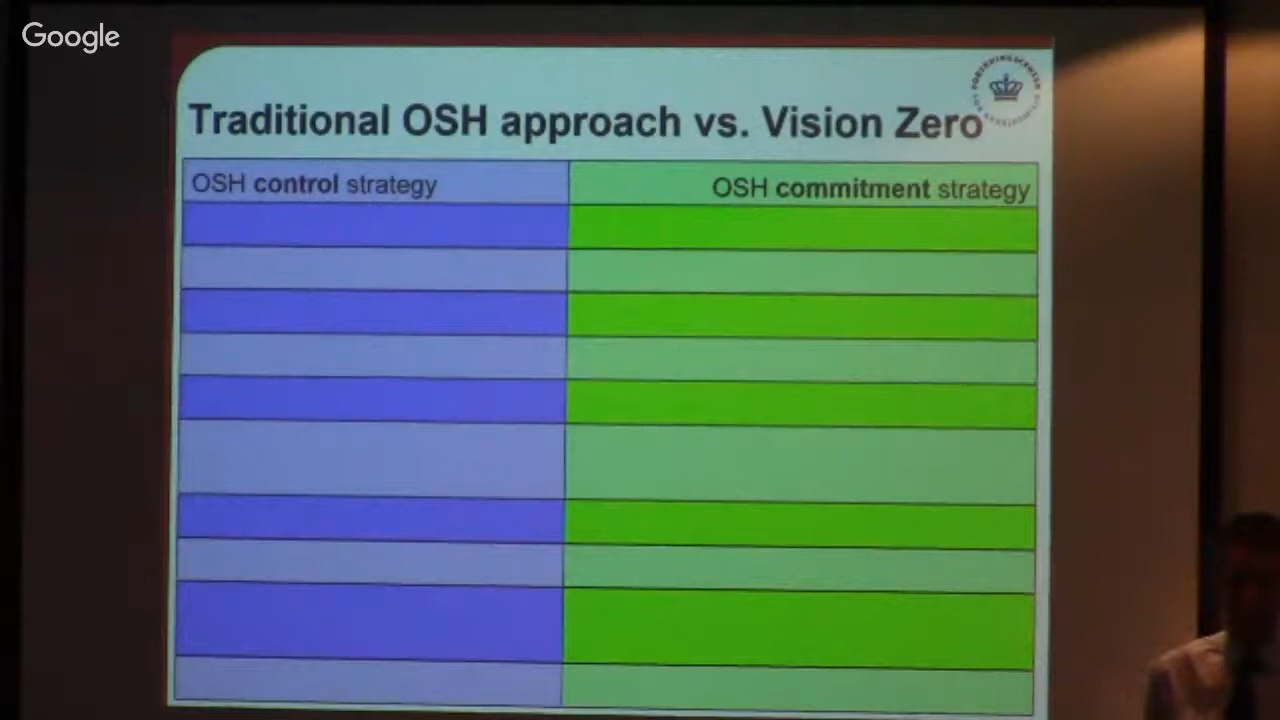 Google
Traditional OSH approach vs. Vision Zero
OSH control strategy
OSH commitment strategy